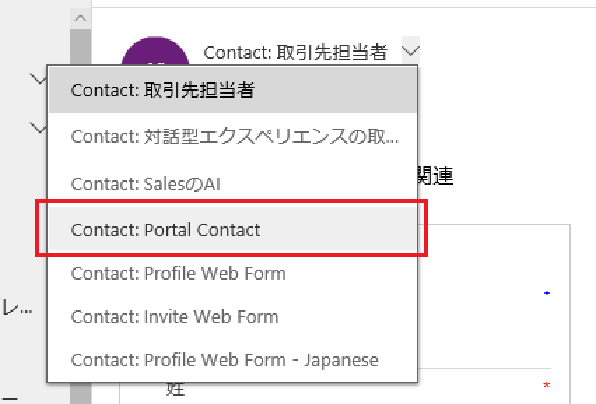 Contact: 取引先担当者
Contact: 取引先担当者
Contact: 対話型エクスペリエンスの取...
Contact: SalesのAI
関連
Contact: Portal Contact
Contact: Profile Web Form
レ...
Contact: Invite Web Form
Contact: Profile Web Form - Japanese
姓
*